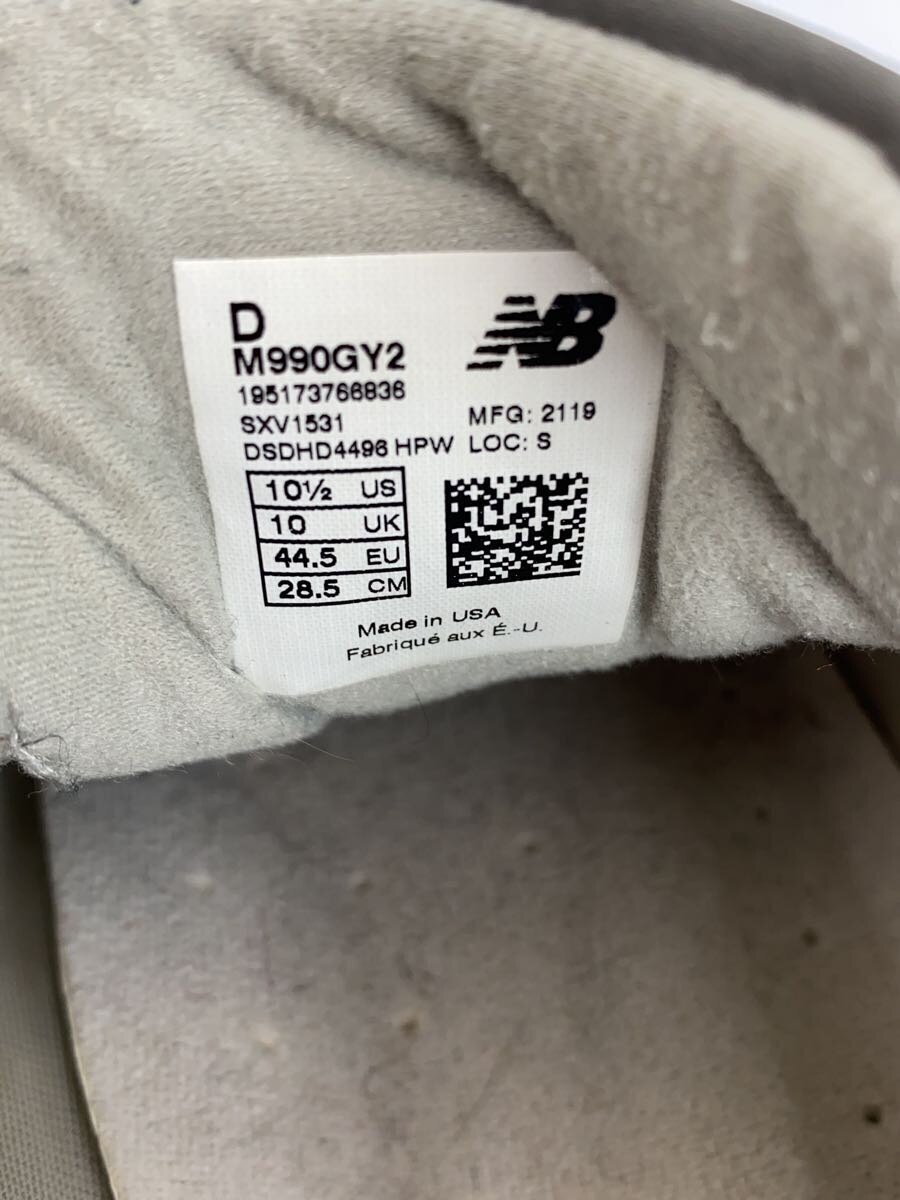 D
NB
M990GY2
195173766836
SXV1531
MFG: 2119
DSDHD4496 HPW
LOC: S
10½ US
10 UK
44.5 EU
28.5 CM
Made in USA
Fabriqué aux É.-U.